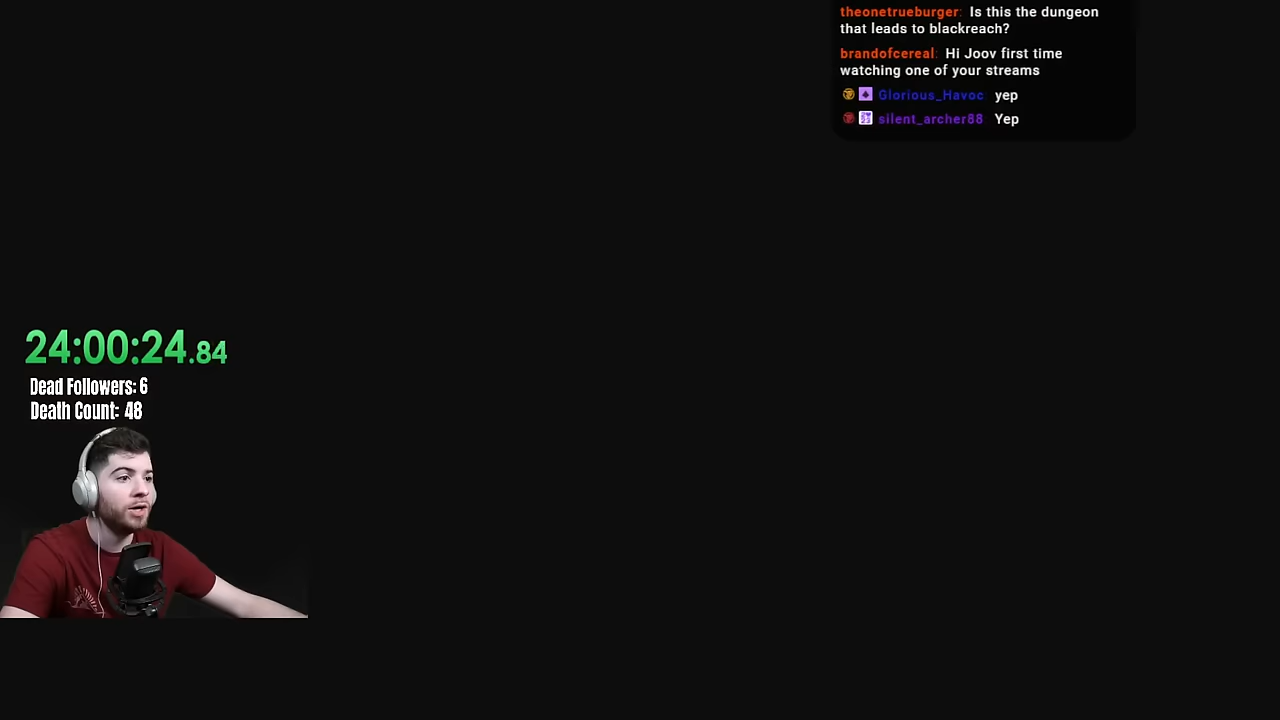 theonetrueburger: Is this the dungeon
that leads to blackreach?
brandofcereal: Hi Joov first time
watching one of your streams
Glorious_Havoc yep
silent_archer88 Yep
24:00:24.84
Dead Followers: 6
Death Count: 48